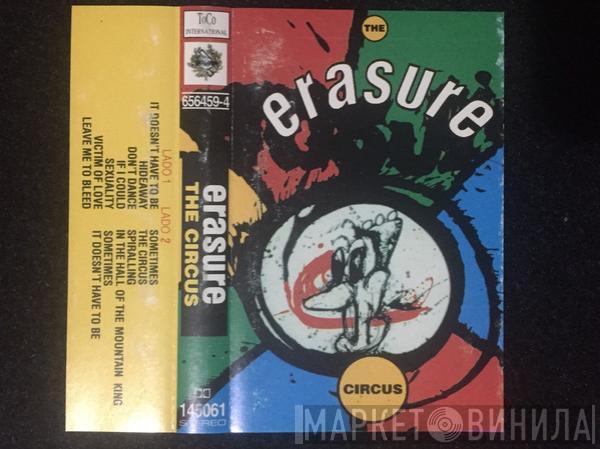 LADO 1
IT DOESN'T HAVE TO BE
HIDEAWAY
DON'T DANCE
IF I COULD
SEXUALITY
VICTIM OF LOVE
LEAVE ME TO BLEED
LADO 2
SOMETIMES
THE CIRCUS
SPIRALLING
IN THE HALL OF THE MOUNTAIN KING
SOMETIMES
IT DOESN'T HAVE TO BE
ToCo
INTERNATIONAL
656459-4
erasure
THE CIRCUS
145061
STEREO
THE
erasure
CIRCUS
МАРКЕТ ВИНИЛА